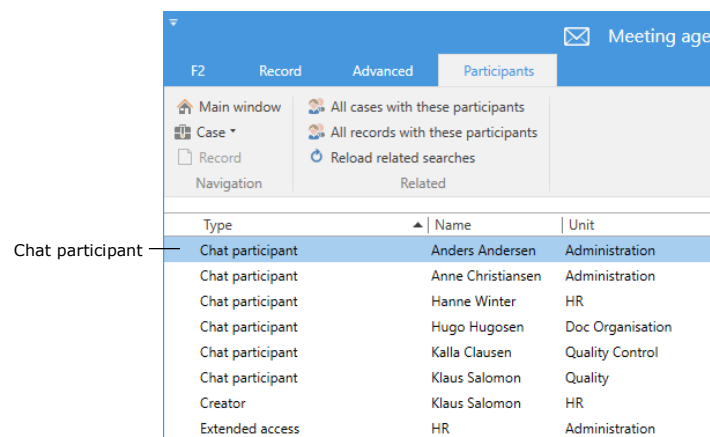 Meeting age
F2 Record Advanced Participants
Main window All cases with these participants
Case All records with these participants
Record Reload related searches
Navigation Related
Type Name Unit
Chat participant Chat participant Anders Andersen Administration
Chat participant Anne Christiansen Administration
Chat participant Hanne Winter HR
Chat participant Hugo Hugosen Doc Organisation
Chat participant Kalla Clausen Quality Control
Chat participant Klaus Salomon Quality
Creator Klaus Salomon HR
Extended access HR Administration